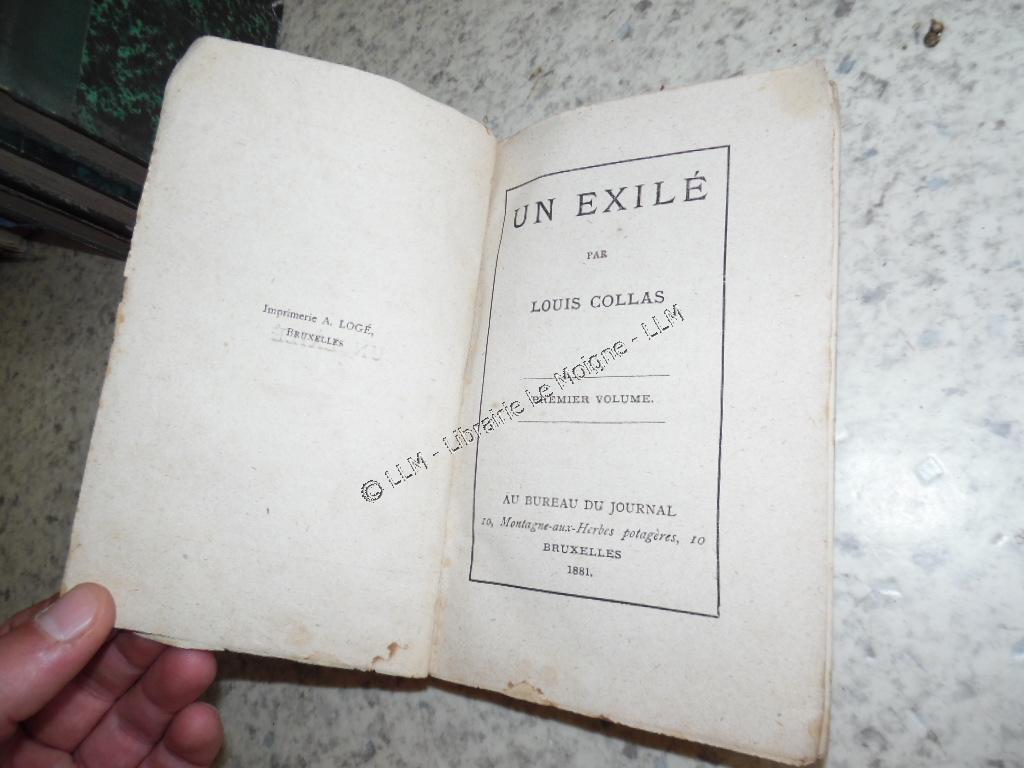 Imprimerie A. LOGÉ,
BRUXELLES
UN EXILÉ
PAR
LOUIS COLLAS
PREMIER VOLUME.
AU BUREAU DU JOURNAL
10, Montagne-aux-Herbes potagères, 10
BRUXELLES
1881.
© LLM - Librairie Le Moigne - LLM